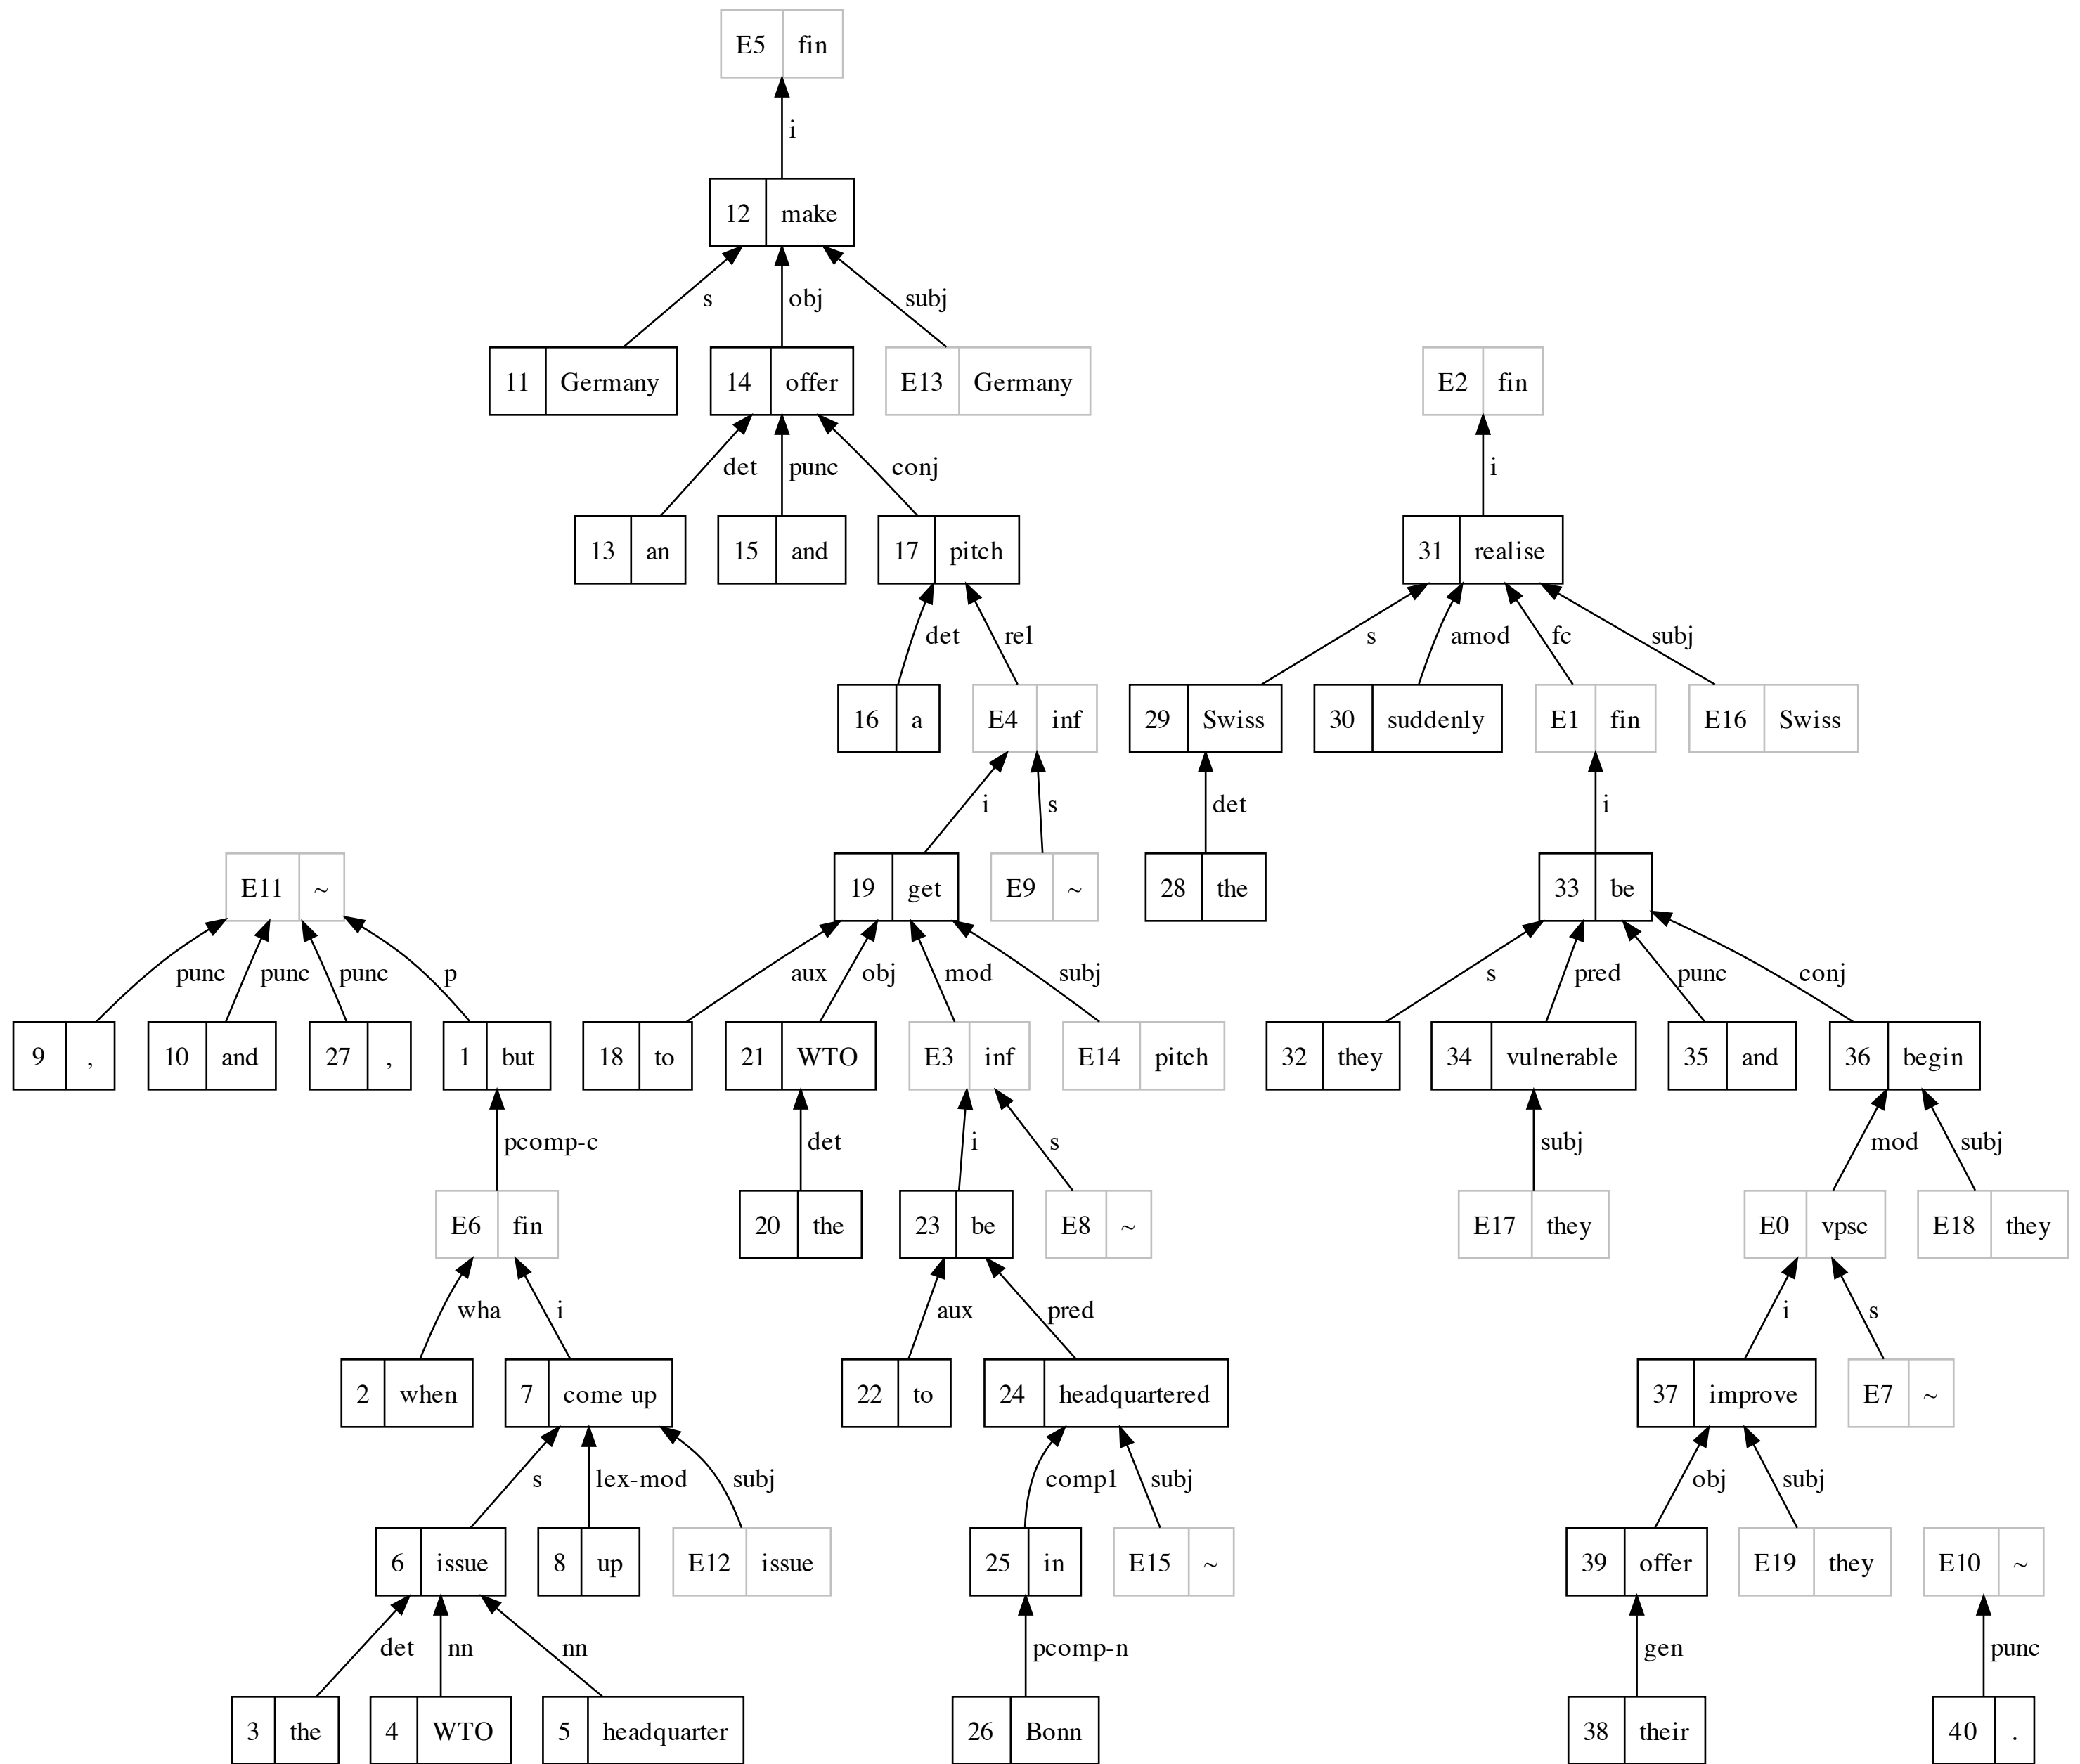 E5 fin
i
12 make
s obj subj
11 Germany 14 offer E13 Germany E2 fin
det punc conj i
13 an 15 and 17 pitch 31 realise
det rel s amod fc subj
16 a E4 inf 29 Swiss 30 suddenly E1 fin E16 Swiss
i s det i
E11 ~ 19 get E9 ~ 28 the 33 be
punc punc punc p aux obj mod subj s pred punc conj
9 , 10 and 27 , 1 but 18 to 21 WTO E3 inf E14 pitch 32 they 34 vulnerable 35 and 36 begin
pcomp-c det i s subj mod subj
E6 fin 20 the 23 be E8 ~ E17 they E0 vpsc E18 they
wha i aux pred i s
2 when 7 come up 22 to 24 headquartered 37 improve E7 ~
s lex-mod subj comp1 subj obj subj
6 issue 8 up E12 issue 25 in E15 ~ 39 offer E19 they E10 ~
det nn nn pcomp-n gen punc
3 the 4 WTO 5 headquarter 26 Bonn 38 their 40 .